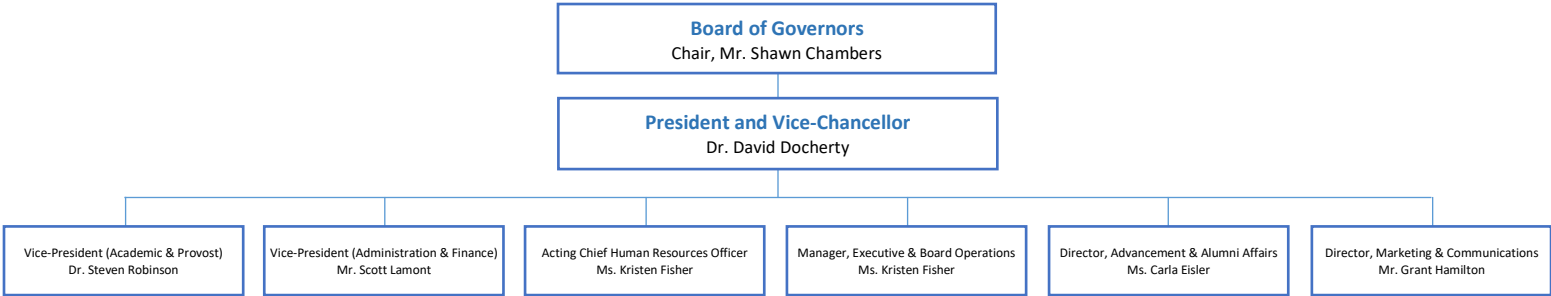 Board of Governors
Chair, Mr. Shawn Chambers
President and Vice-Chancellor
Dr. David Docherty
Vice-President (Academic & Provost)
Dr. Steven Robinson
Vice-President (Administration & Finance)
Mr. Scott Lamont
Acting Chief Human Resources Officer
Ms. Kristen Fisher
Manager, Executive & Board Operations
Ms. Kristen Fisher
Director, Advancement & Alumni Affairs
Ms. Carla Eisler
Director, Marketing & Communications
Mr. Grant Hamilton